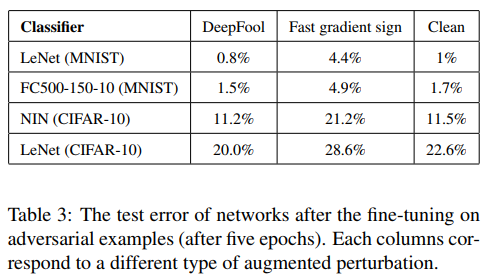 Classifier DeepFool Fast gradient sign Clean
LeNet (MNIST) 0.8% 4.4% 1%
FC500-150-10 (MNIST) 1.5% 4.9% 1.7%
NIN (CIFAR-10) 11.2% 21.2% 11.5%
LeNet (CIFAR-10) 20.0% 28.6% 22.6%
Table 3: The test error of networks after the fine-tuning on
adversarial examples (after five epochs). Each columns cor-
respond to a different type of augmented perturbation.